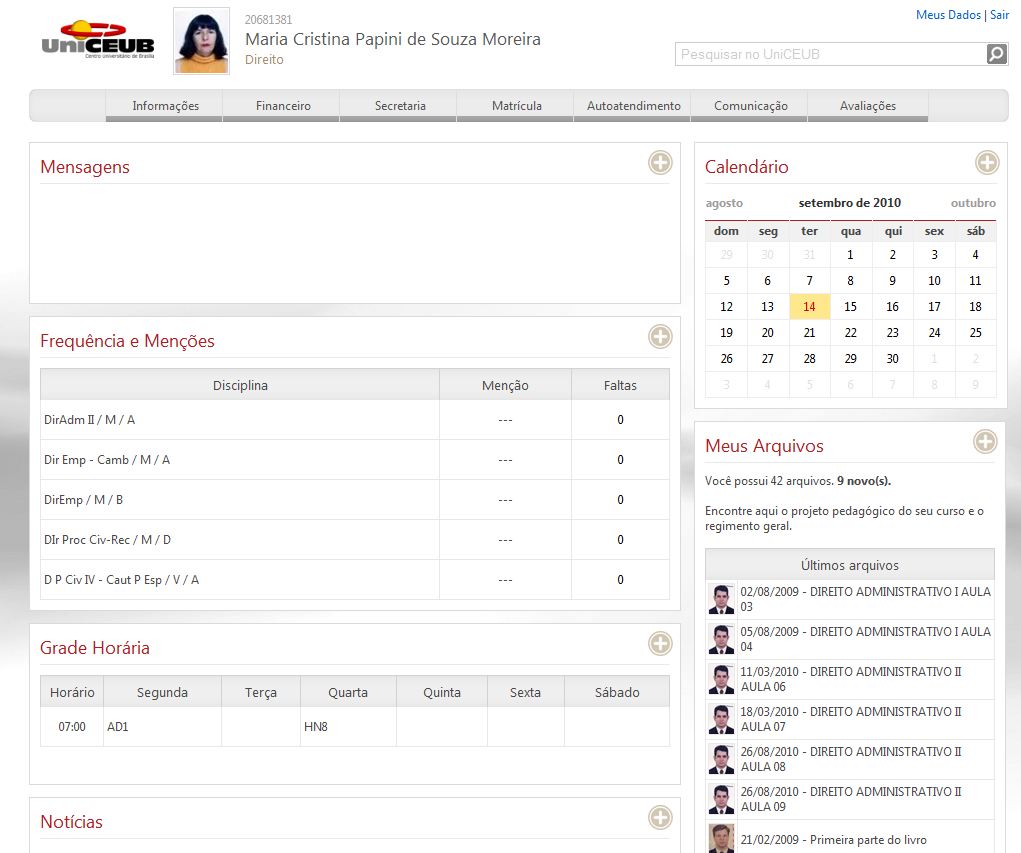 UniCEUB
Centro Universitário de Brasília
20681381
Maria Cristina Papini de Souza Moreira
Direito
Meus Dados | Sair
Pesquisar no UniCEUB
Informações Financeiro Secretaria Matrícula Autoatendimento Comunicação Avaliações
Mensagens
Frequência e Menções
Disciplina Menção Faltas
DirAdm II / M / A --- 0
Dir Emp - Camb / M / A --- 0
DirEmp / M / B --- 0
DIr Proc Civ-Rec / M / D --- 0
D P Civ IV - Caut P Esp / V / A --- 0
Grade Horária
Horário Segunda Terça Quarta Quinta Sexta Sábado
07:00 AD1 HN8
Notícias
Calendário
agosto setembro de 2010 outubro
dom seg ter qua qui sex sáb
29 30 31 1 2 3 4
5 6 7 8 9 10 11
12 13 14 15 16 17 18
19 20 21 22 23 24 25
26 27 28 29 30 1 2
3 4 5 6 7 8 9
Meus Arquivos
Você possui 42 arquivos. 9 novo(s).
Encontre aqui o projeto pedagógico do seu curso e o
regimento geral.
Últimos arquivos
02/08/2009 - DIREITO ADMINISTRATIVO I AULA
03
05/08/2009 - DIREITO ADMINISTRATIVO I AULA
04
11/03/2010 - DIREITO ADMINISTRATIVO II
AULA 06
18/03/2010 - DIREITO ADMINISTRATIVO II
AULA 07
26/08/2010 - DIREITO ADMINISTRATIVO II
AULA 08
26/08/2010 - DIREITO ADMINISTRATIVO II
AULA 09
21/02/2009 - Primeira parte do livro